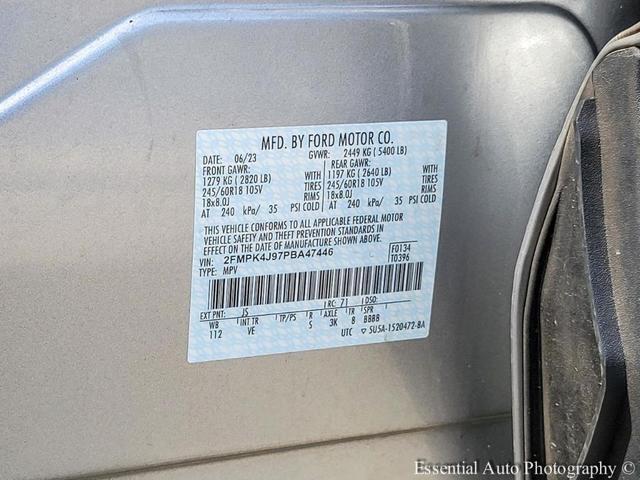 MFD. BY FORD MOTOR CO.
DATE: 06/23 GVWR: 2449 KG ( 5400 LB)
FRONT GAWR: REAR GAWR:
1279 KG ( 2820 LB) WITH 1197 KG ( 2640 LB) WITH
245/60R18 105V TIRES 245/60R18 105V TIRES
18x8.0J RIMS 18x8.0J RIMS
AT 240 kPa/ 35 PSI COLD AT 240 kPa/ 35 PSI COLD
THIS VEHICLE CONFORMS TO ALL APPLICABLE FEDERAL MOTOR
VEHICLE SAFETY AND THEFT PREVENTION STANDARDS IN EFFECT
ON THE DATE OF MANUFACTURE SHOWN ABOVE.
VIN: 2FMPK4J97PBA47446 F0134
TYPE: MPV T0396
EXT PNT: JS RC: 71 DSO:
WB INT TR TP/PS R AXLE TR SPR
112 VE S 3K 8 BBBB
UTC ▽ 5U5A-1520472-BA
Essential Auto Photography (c)